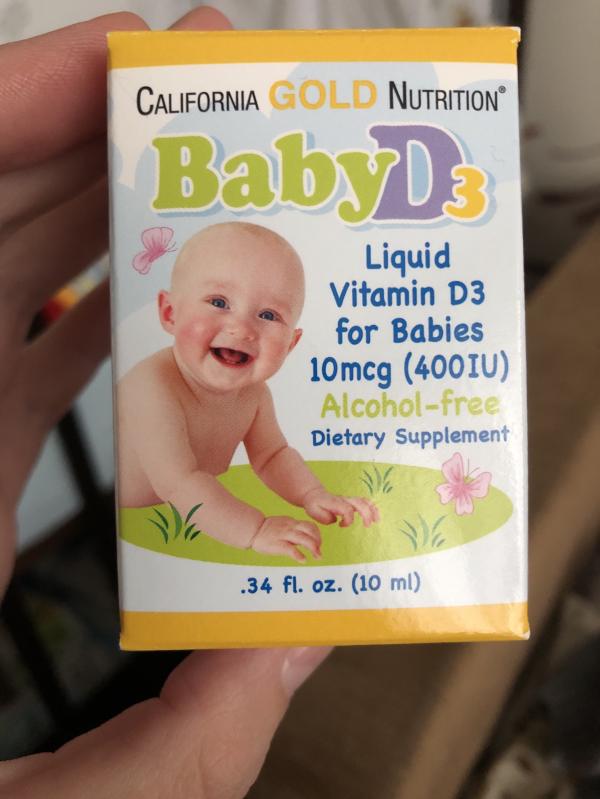 CALIFORNIA GOLD NUTRITION®
BabyD3
Liquid
Vitamin D3
for Babies
10mcg (400IU)
Alcohol-free
Dietary Supplement
.34 fl. oz. (10 ml)